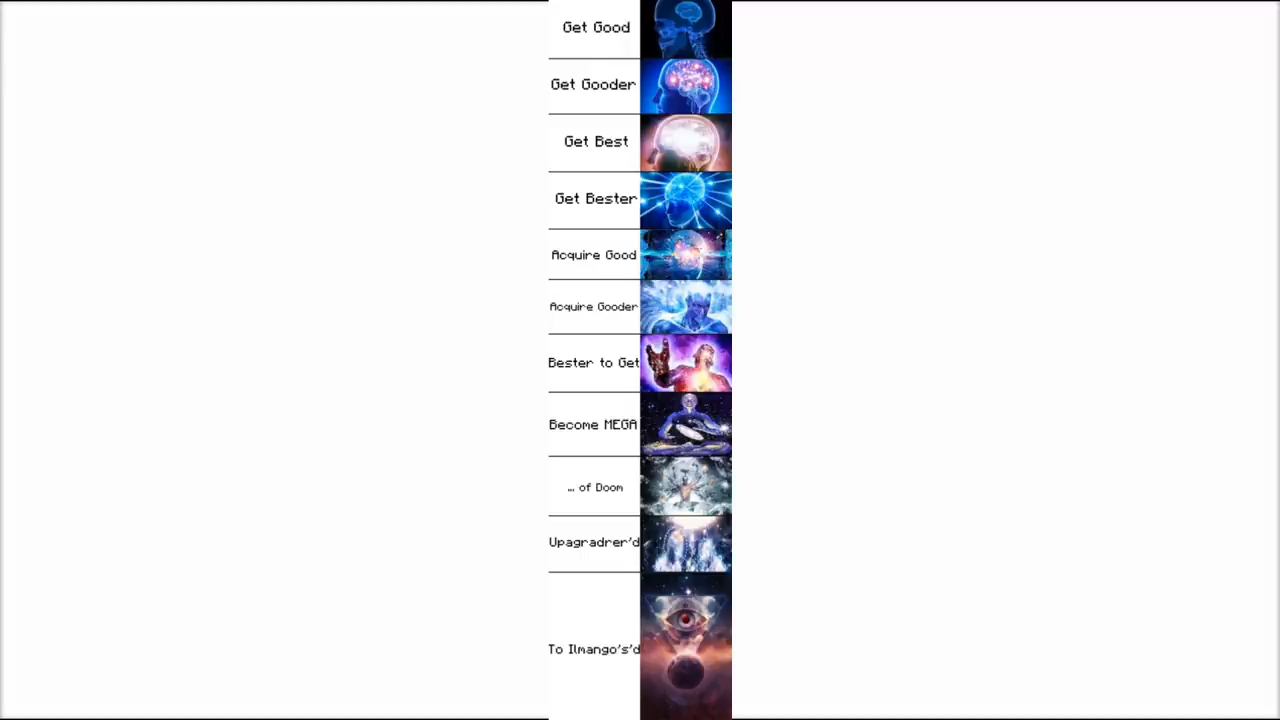 Get Good
Get Gooder
Get Best
Get Bester
Acquire Good
Acquire Gooder
Bester to Get
Become MEGA
... of Doom
Upagradrer'd
To Ilmango's'd